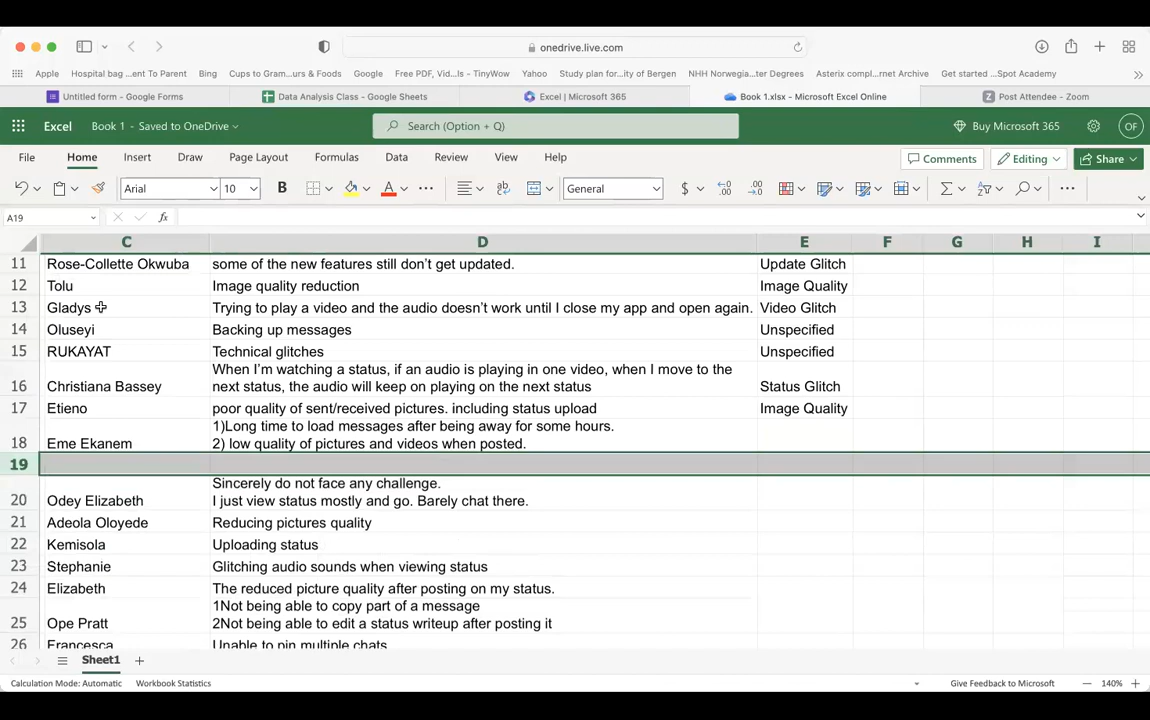 onedrive.live.com
Apple Hospital bag ...ent To Parent Bing Cups to Gram...urs & Foods Google Free PDF, Vid...ls - TinyWow Yahoo Study plan for...ity of Bergen NHH Norwegia...ter Degrees Asterix compl...rnet Archive Get started ...Spot Academy
Untitled form - Google Forms Data Analysis Class - Google Sheets Excel | Microsoft 365 Book 1.xlsx - Microsoft Excel Online Z Post Attendee - Zoom
Excel Book 1 - Saved to OneDrive Search (Option + Q) Buy Microsoft 365 OF
File Home Insert Draw Page Layout Formulas Data Review View Help Comments Editing Share
Arial 10 B A ab General $ .00 .00 Σ
A19 fx
C D E F G H I
11 Rose-Collette Okwuba some of the new features still don't get updated. Update Glitch
12 Tolu Image quality reduction Image Quality
13 Gladys Trying to play a video and the audio doesn't work until I close my app and open again. Video Glitch
14 Oluseyi Backing up messages Unspecified
15 RUKAYAT Technical glitches Unspecified
When I'm watching a status, if an audio is playing in one video, when I move to the
16 Christiana Bassey next status, the audio will keep on playing on the next status Status Glitch
17 Etieno poor quality of sent/received pictures. including status upload Image Quality
1)Long time to load messages after being away for some hours.
18 Eme Ekanem 2) low quality of pictures and videos when posted.
19
Sincerely do not face any challenge.
20 Odey Elizabeth I just view status mostly and go. Barely chat there.
21 Adeola Oloyede Reducing pictures quality
22 Kemisola Uploading status
23 Stephanie Glitching audio sounds when viewing status
24 Elizabeth The reduced picture quality after posting on my status.
1Not being able to copy part of a message
25 Ope Pratt 2Not being able to edit a status writeup after posting it
26 Francesca Unable to pin multiple chats
Sheet1
Calculation Mode: Automatic Workbook Statistics Give Feedback to Microsoft 140%